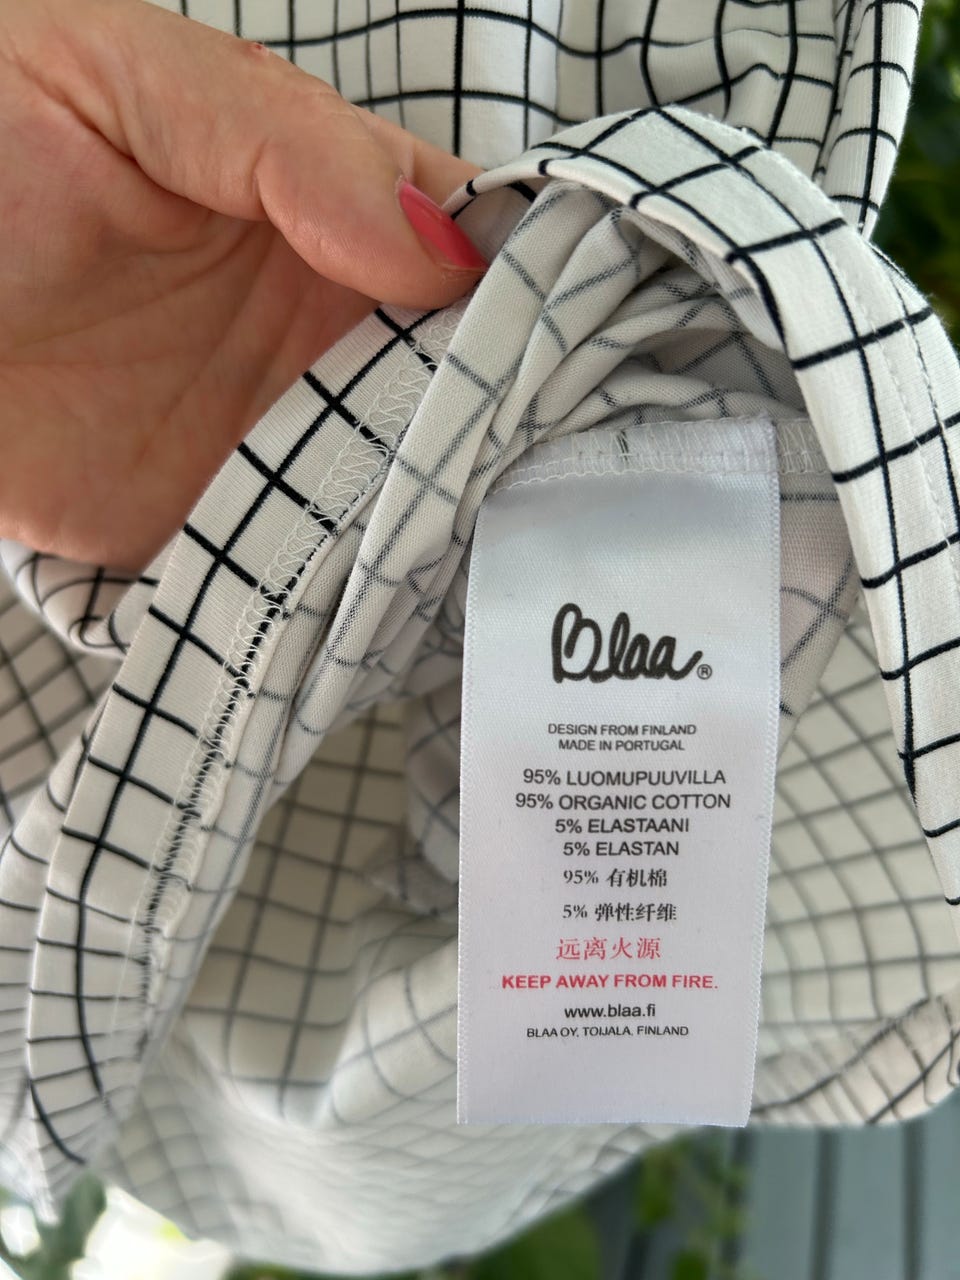 Blaa®
DESIGN FROM FINLAND
MADE IN PORTUGAL
95% LUOMUPUUVILLA
95% ORGANIC COTTON
5% ELASTAANI
5% ELASTAN
95% 有机棉
5% 弹性纤维
远离火源
KEEP AWAY FROM FIRE.
www.blaa.fi
BLAA OY, TOIJALA, FINLAND